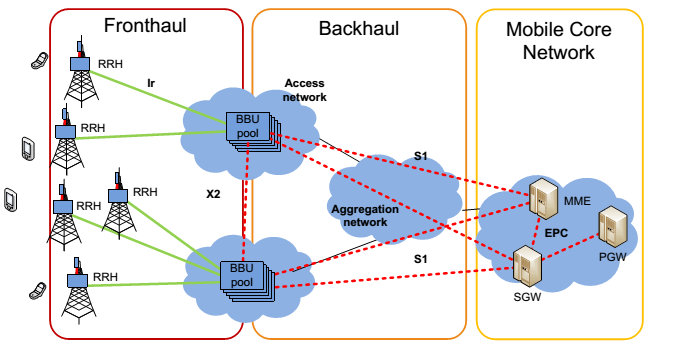 Fronthaul
Backhaul
Mobile Core
Network
RRH
Ir
Access
network
BBU
pool
RRH
S1
RRH
X2
RRH
Aggregation
network
MME
EPC
PGW
RRH
BBU
pool
S1
SGW